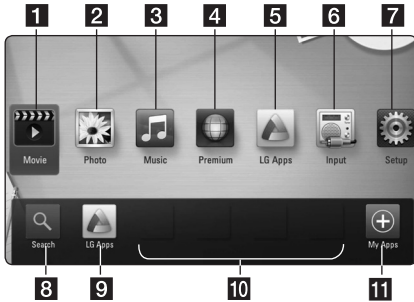 1 2 3 4 5 6 7
Movie Photo Music Premium LG Apps Input Setup
Search LG Apps My Apps
8 9 10 11